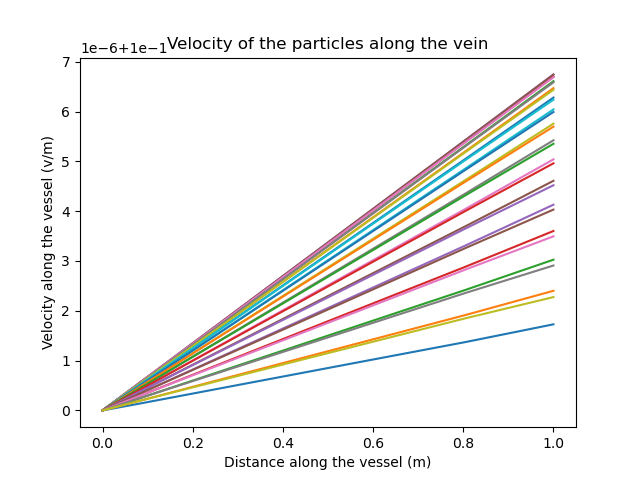 Velocity of the particles along the vein
1e−6+1e−1
7
6
5
4
3
2
1
0
Velocity along the vessel (v/m)
0.0 0.2 0.4 0.6 0.8 1.0
Distance along the vessel (m)